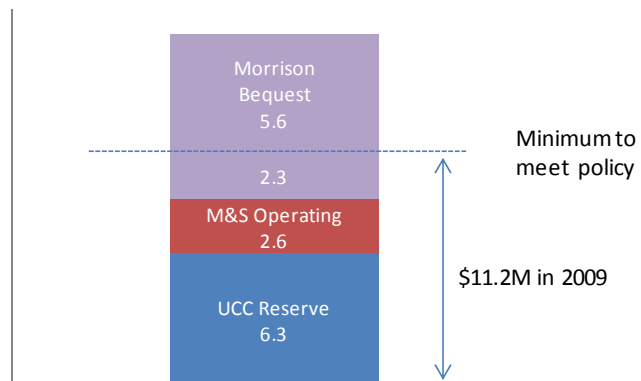 Morrison
Bequest
5.6
Minimum to
meet policy
2.3
M&S Operating
2.6
$11.2M in 2009
UCC Reserve
6.3